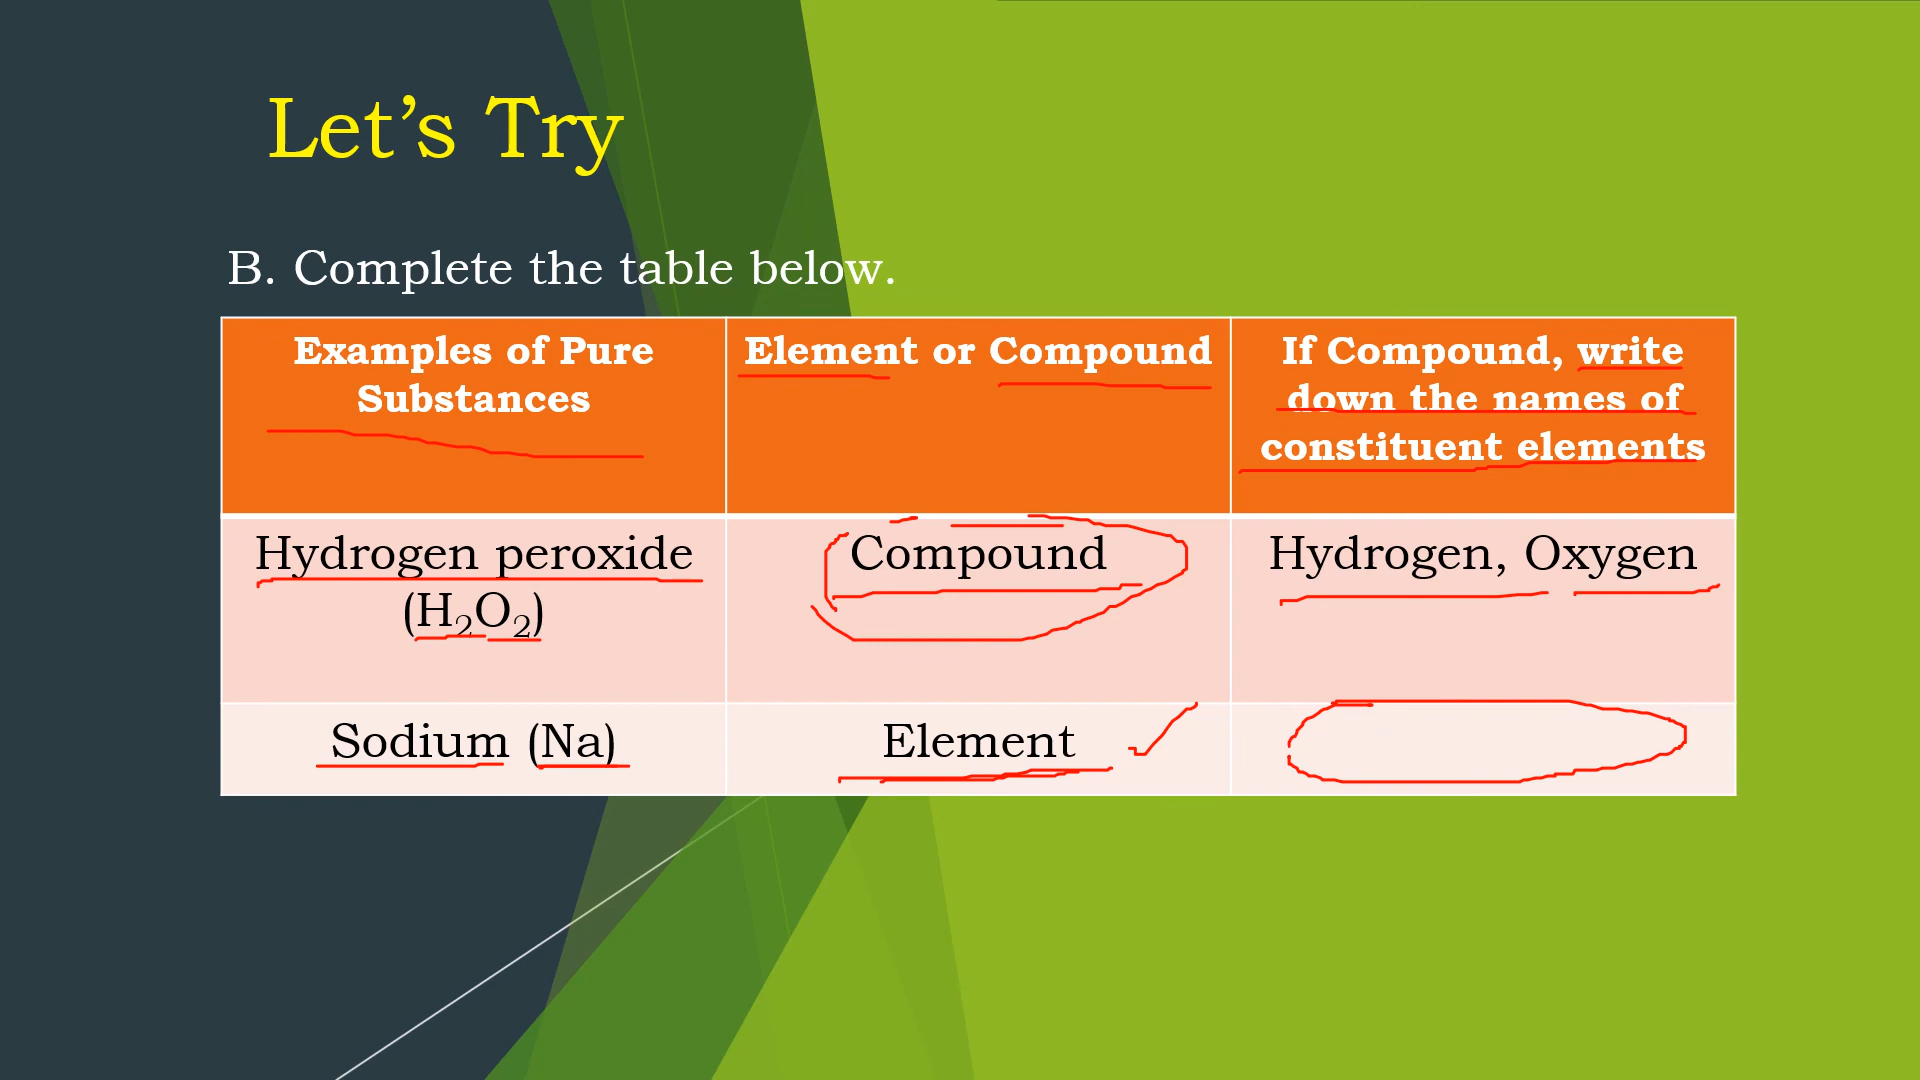 Let’s Try
B. Complete the table below.
Examples of Pure
Substances
Element or Compound
If Compound, write
down the names of
constituent elements
Hydrogen peroxide
(H₂O₂)
Compound
Hydrogen, Oxygen
Sodium (Na)
Element